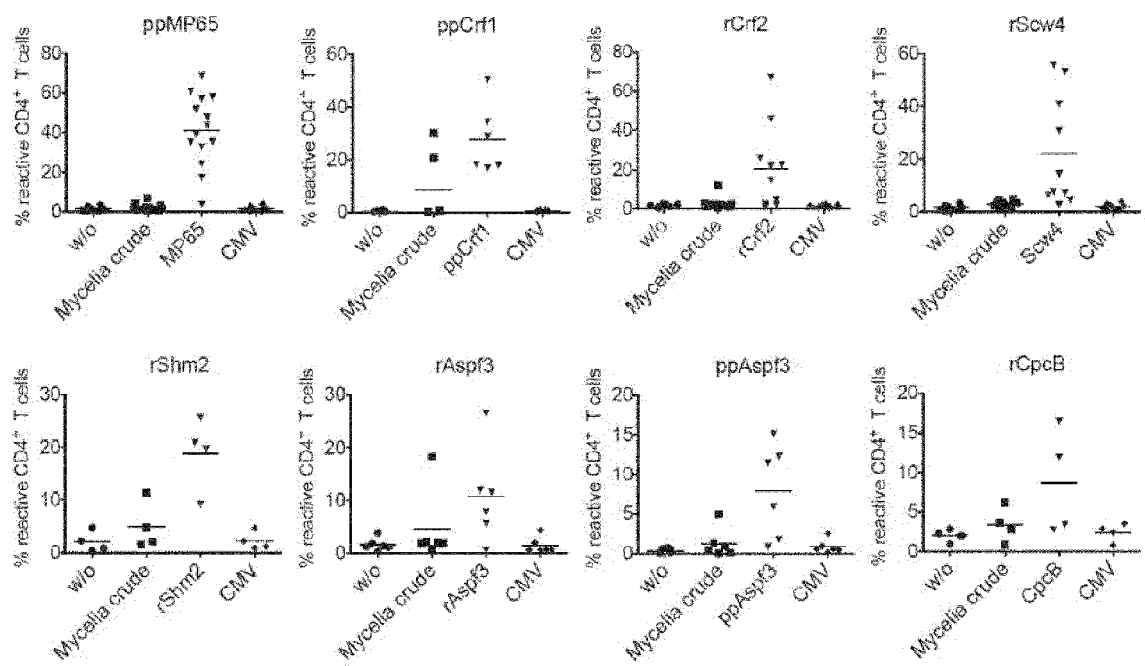 ppMP65
% reactive CD4+ T cells
80
60
40
20
0
w/o
Mycelia crude
MP65
CMV
ppCrf1
% reactive CD4+ T cells
60
40
20
0
w/o
Mycelia crude
ppCrf1
CMV
rCrf2
% reactive CD4+ T cells
80
60
40
20
0
w/o
Mycelia crude
rCrf2
CMV
rScw4
% reactive CD4+ T cells
60
40
20
0
w/o
Mycelia crude
Scw4
CMV
rShm2
% reactive CD4+ T cells
30
20
10
0
w/o
Mycelia crude
rShm2
CMV
rAspf3
% reactive CD4+ T cells
30
20
10
0
w/o
Mycelia crude
rAspf3
CMV
ppAspf3
% reactive CD4+ T cells
20
15
10
5
0
w/o
Mycelia crude
ppAspf3
CMV
rCpcB
% reactive CD4+ T cells
20
15
10
5
0
w/o
Mycelia crude
CpcB
CMV